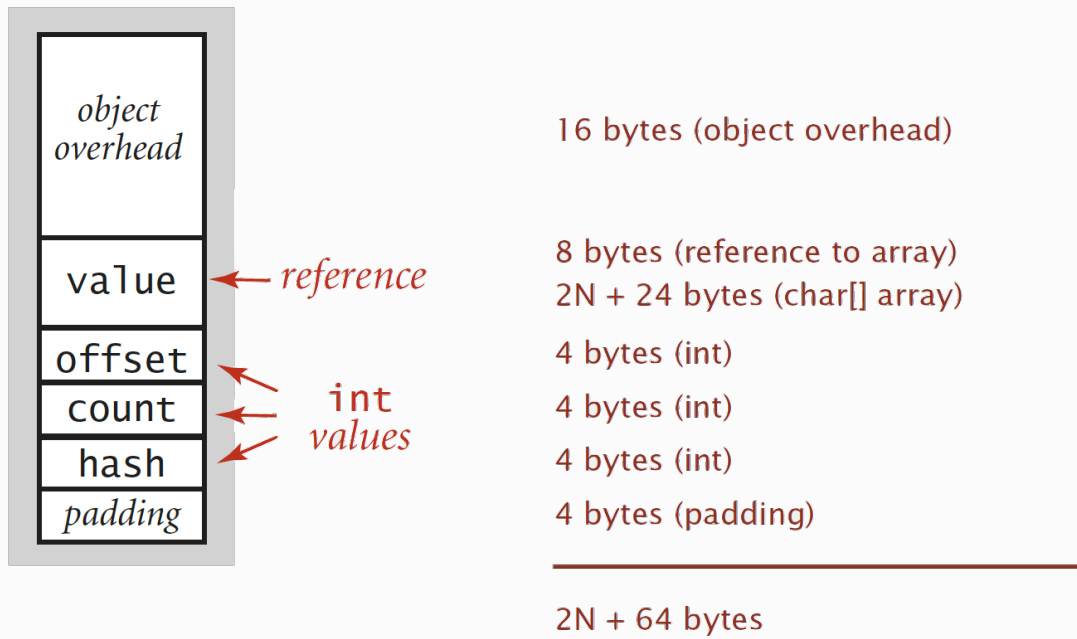 object
overhead
16 bytes (object overhead)
value
reference
8 bytes (reference to array)
2N + 24 bytes (char[] array)
offset
4 bytes (int)
count
int
values
4 bytes (int)
hash
4 bytes (int)
padding
4 bytes (padding)
2N + 64 bytes